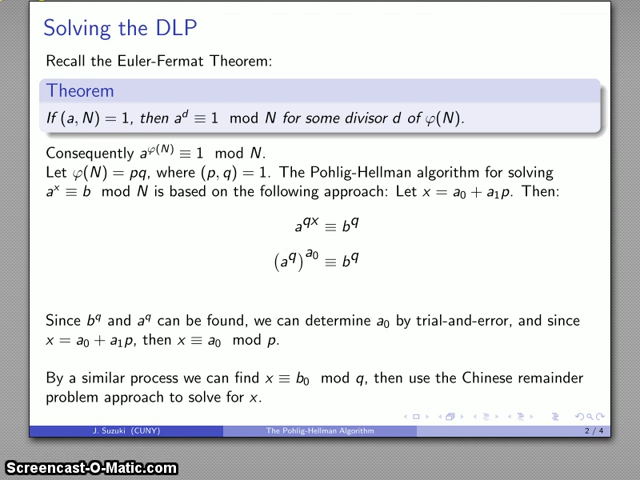 Solving the DLP
Recall the Euler-Fermat Theorem:
Theorem
If (a, N) = 1, then a^d ≡ 1 mod N for some divisor d of φ(N).
Consequently a^φ(N) ≡ 1 mod N.
Let φ(N) = pq, where (p, q) = 1. The Pohlig-Hellman algorithm for solving
a^x ≡ b mod N is based on the following approach: Let x = a₀ + a₁p. Then:
a^qx ≡ b^q
(a^q)^a₀ ≡ b^q
Since b^q and a^q can be found, we can determine a₀ by trial-and-error, and since
x = a₀ + a₁p, then x ≡ a₀ mod p.
By a similar process we can find x ≡ b₀ mod q, then use the Chinese remainder
problem approach to solve for x.
J. Suzuki (CUNY) The Pohlig-Hellman Algorithm 2 / 4
Screencast-O-Matic.com